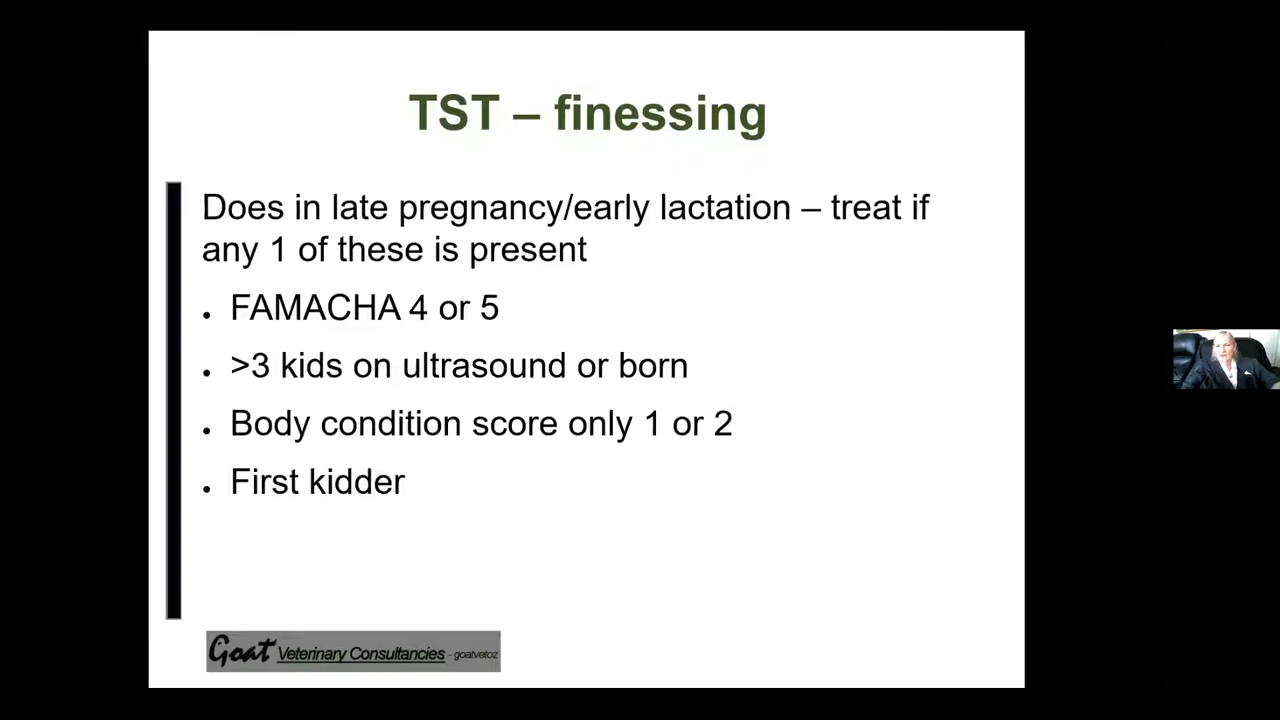 TST – finessing
Does in late pregnancy/early lactation – treat if
any 1 of these is present
• FAMACHA 4 or 5
• >3 kids on ultrasound or born
• Body condition score only 1 or 2
• First kidder
Goat Veterinary Consultancies - goatvetoz